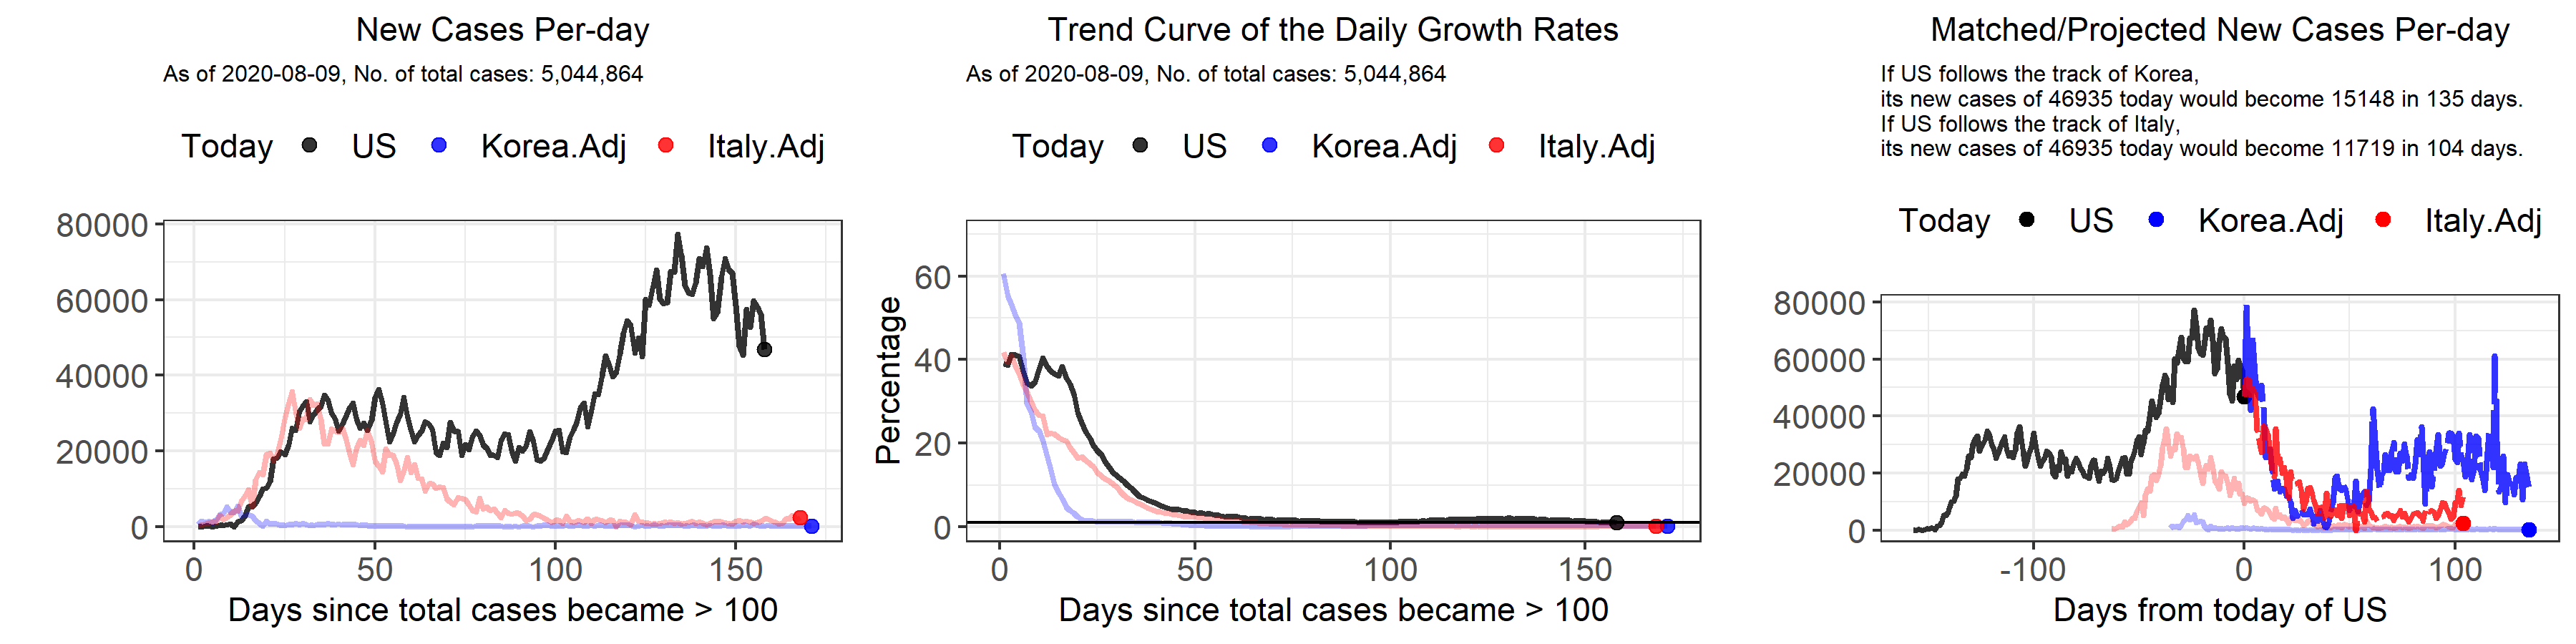 New Cases Per-day
As of 2020-08-09, No. of total cases: 5,044,864
Today US Korea.Adj Italy.Adj
80000
60000
40000
20000
0
0 50 100 150
Days since total cases became > 100
Trend Curve of the Daily Growth Rates
As of 2020-08-09, No. of total cases: 5,044,864
Today US Korea.Adj Italy.Adj
Percentage
60
40
20
0
0 50 100 150
Days since total cases became > 100
Matched/Projected New Cases Per-day
If US follows the track of Korea,
its new cases of 46935 today would become 15148 in 135 days.
If US follows the track of Italy,
its new cases of 46935 today would become 11719 in 104 days.
Today US Korea.Adj Italy.Adj
80000
60000
40000
20000
0
-100 0 100
Days from today of US